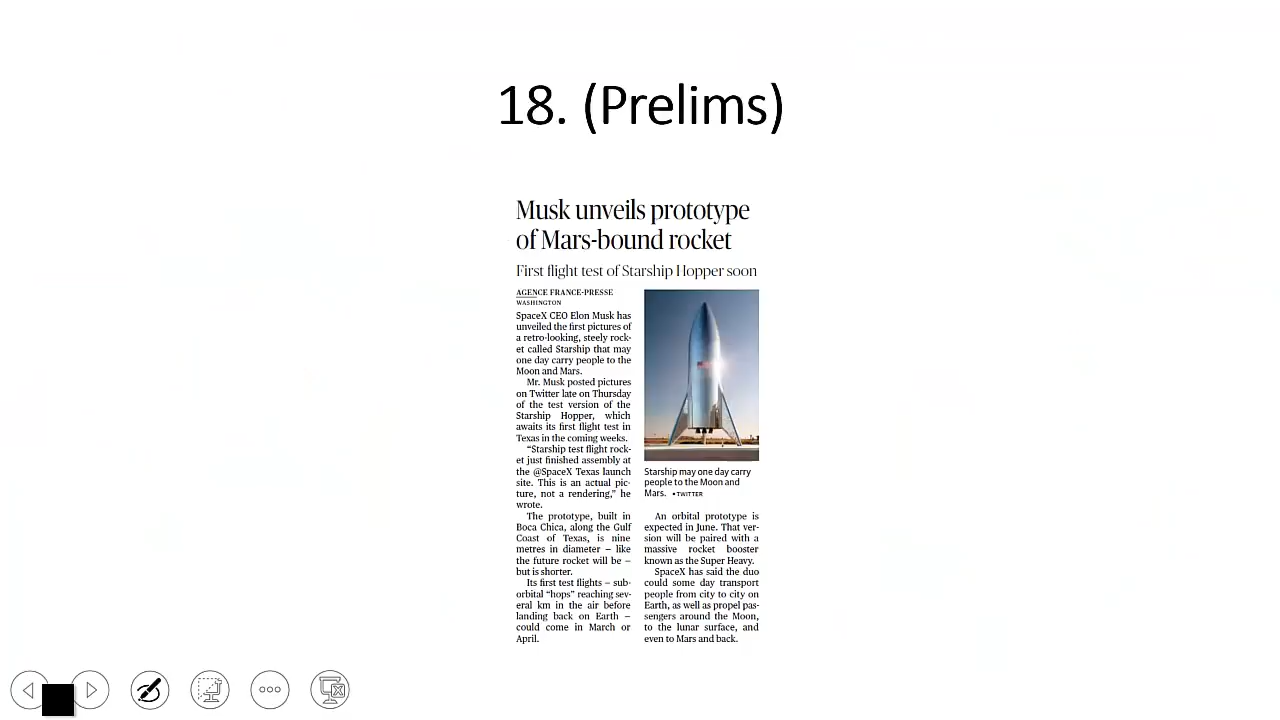 18. (Prelims)
Musk unveils prototype
of Mars-bound rocket
First flight test of Starship Hopper soon
AGENCE FRANCE-PRESSE
WASHINGTON
SpaceX CEO Elon Musk has
unveiled the first pictures of
a retro-looking, steely rock-
et called Starship that may
one day carry people to the
Moon and Mars.
Mr. Musk posted pictures
on Twitter late on Thursday
of the test version of the
Starship Hopper, which
awaits its first flight test in
Texas in the coming weeks.
“Starship test flight rock-
et just finished assembly at
the @SpaceX Texas launch
site. This is an actual pic-
ture, not a rendering,” he
wrote.
The prototype, built in
Boca Chica, along the Gulf
Coast of Texas, is nine
metres in diameter – like
the future rocket will be –
but is shorter.
Its first test flights – sub-
orbital “hops” reaching sev-
eral km in the air before
landing back on Earth –
could come in March or
April.
Starship may one day carry
people to the Moon and
Mars. • TWITTER
An orbital prototype is
expected in June. That ver-
sion will be paired with a
massive rocket booster
known as the Super Heavy.
SpaceX has said the duo
could some day transport
people from city to city on
Earth, as well as propel pas-
sengers around the Moon,
to the lunar surface, and
even to Mars and back.